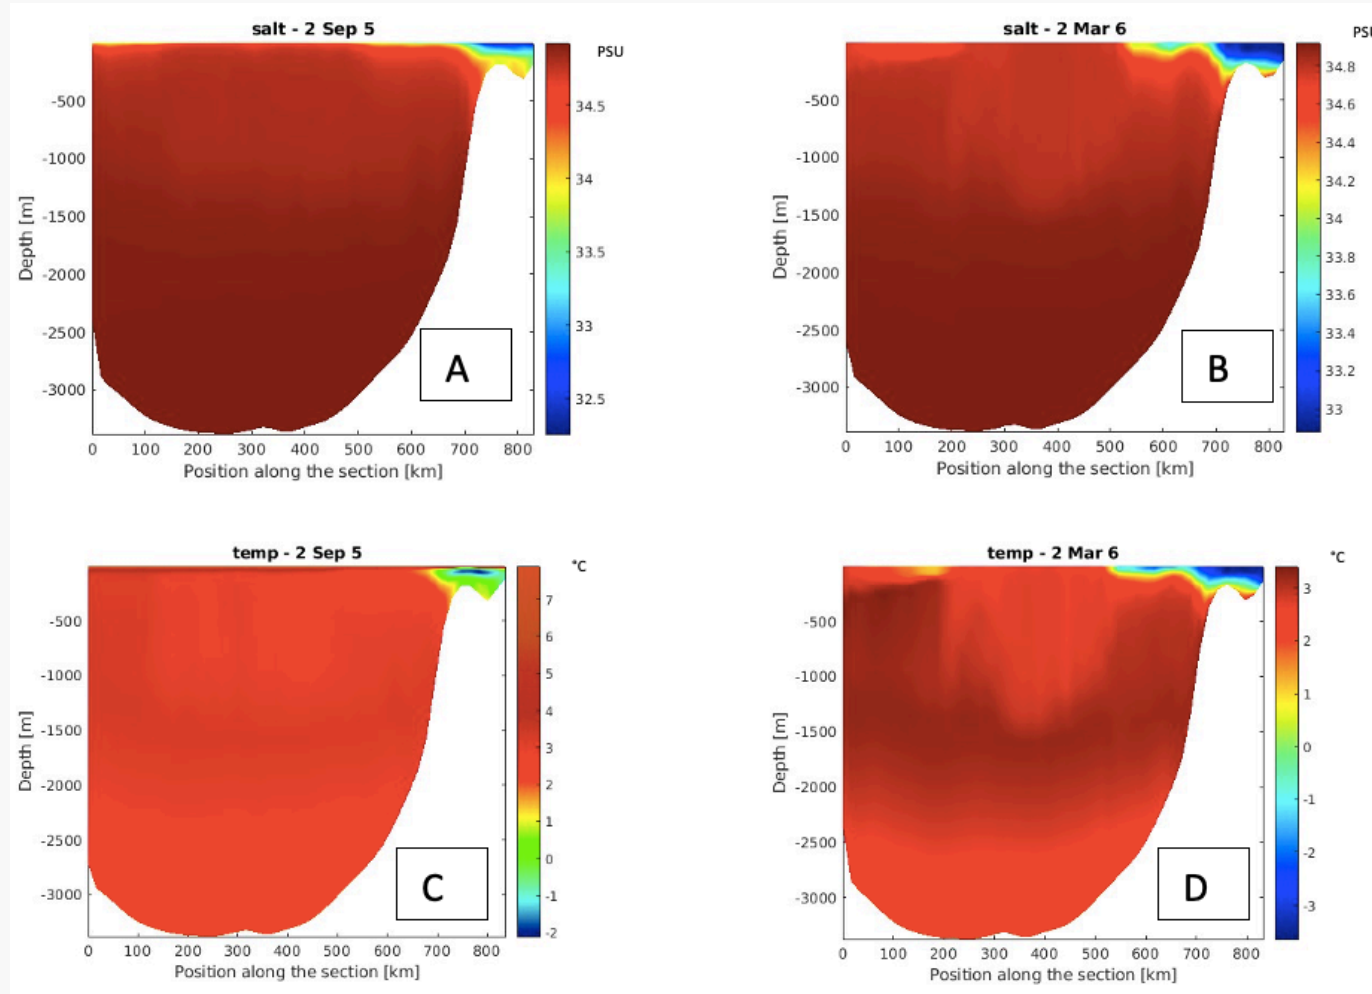 salt - 2 Sep 5
PSU
34.5
34
33.5
33
32.5
-500
-1000
-1500
-2000
-2500
-3000
Depth [m]
A
0 100 200 300 400 500 600 700 800
Position along the section [km]
salt - 2 Mar 6
PSU
34.8
34.6
34.4
34.2
34
33.8
33.6
33.4
33.2
33
-500
-1000
-1500
-2000
-2500
-3000
Depth [m]
B
0 100 200 300 400 500 600 700 800
Position along the section [km]
temp - 2 Sep 5
°C
7
6
5
4
3
2
1
0
-1
-2
-500
-1000
-1500
-2000
-2500
-3000
Depth [m]
C
0 100 200 300 400 500 600 700 800
Position along the section [km]
temp - 2 Mar 6
°C
3
2
1
0
-1
-2
-3
-500
-1000
-1500
-2000
-2500
-3000
Depth [m]
D
0 100 200 300 400 500 600 700 800
Position along the section [km]